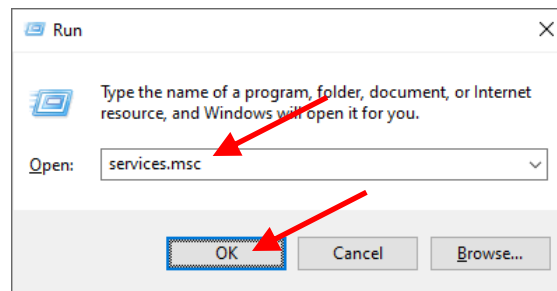 Run
Type the name of a program, folder, document, or Internet
resource, and Windows will open it for you.
Open:
services.msc
OK
Cancel
Browse...